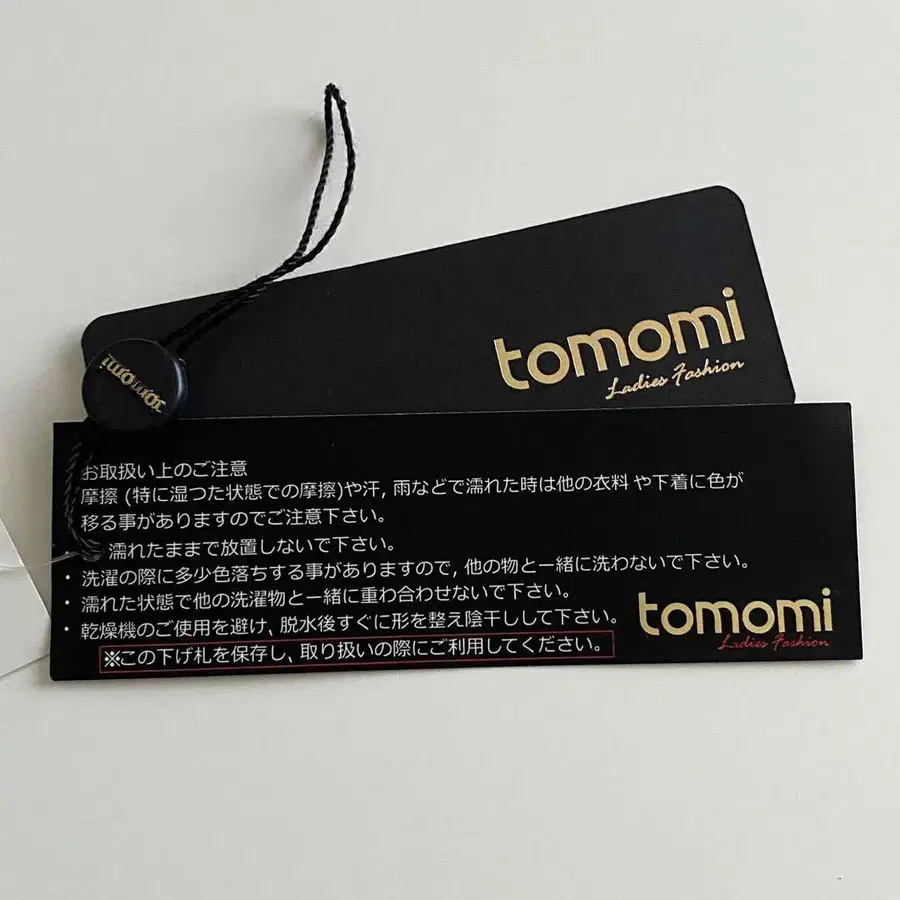 tomomi
Ladies Fashion
tomomi
お取扱い上のご注意
摩擦 (特に湿つた状態での摩擦)や汗, 雨などで濡れた時は他の衣料 や下着に色が
移る事がありますのでご注意下さい。
・ 濡れたままで放置しないで下さい。
・ 洗濯の際に多少色落ちする事がありますので, 他の物と一緒に洗わないで下さい。
・ 濡れた状態で他の洗濯物と一緒に重わ合わせないで下さい。
・ 乾燥機のご使用を避け, 脱水後すぐに形を整え陰干しして下さい。
※この下げ札を保存し, 取り扱いの際にご利用してください。
tomomi
Ladies Fashion